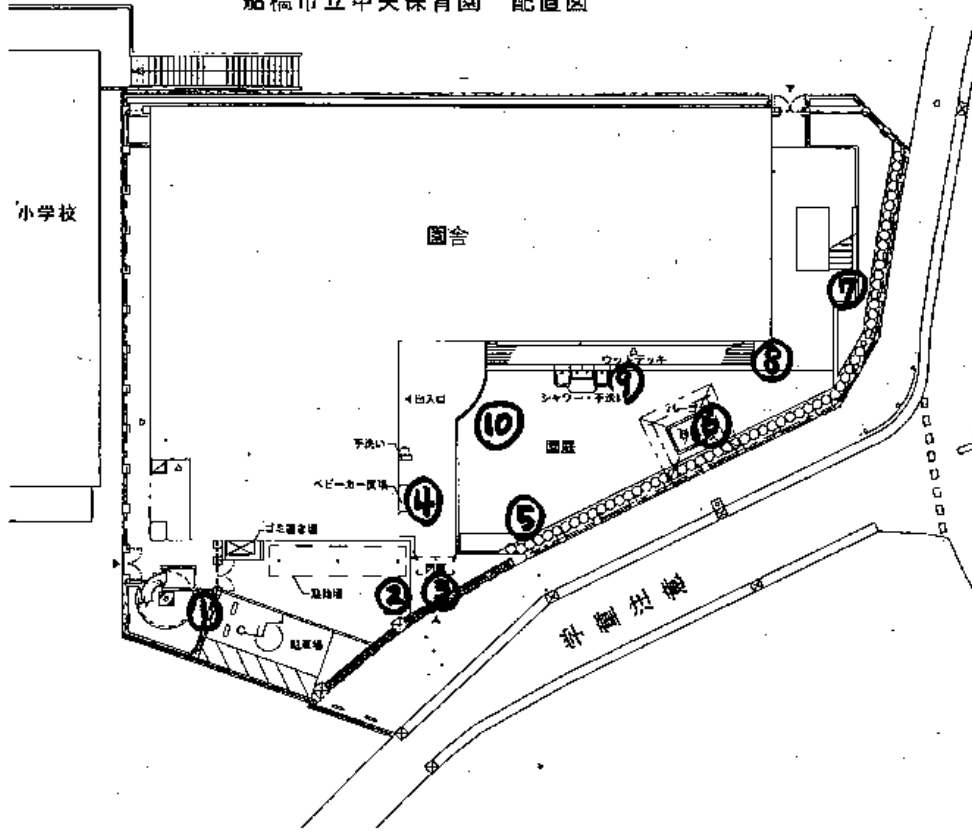 船橋市立中央保育園 配置図
小学校
園舎
⑦
ウッドデッキ
⑧
⑨
シャワー・手洗い
出入口
⑩
⑥
手洗い
園庭
ベビーカー置場
④
⑤
ゴミ置き場
門扉
駐輪場
②
③
①
駐車場